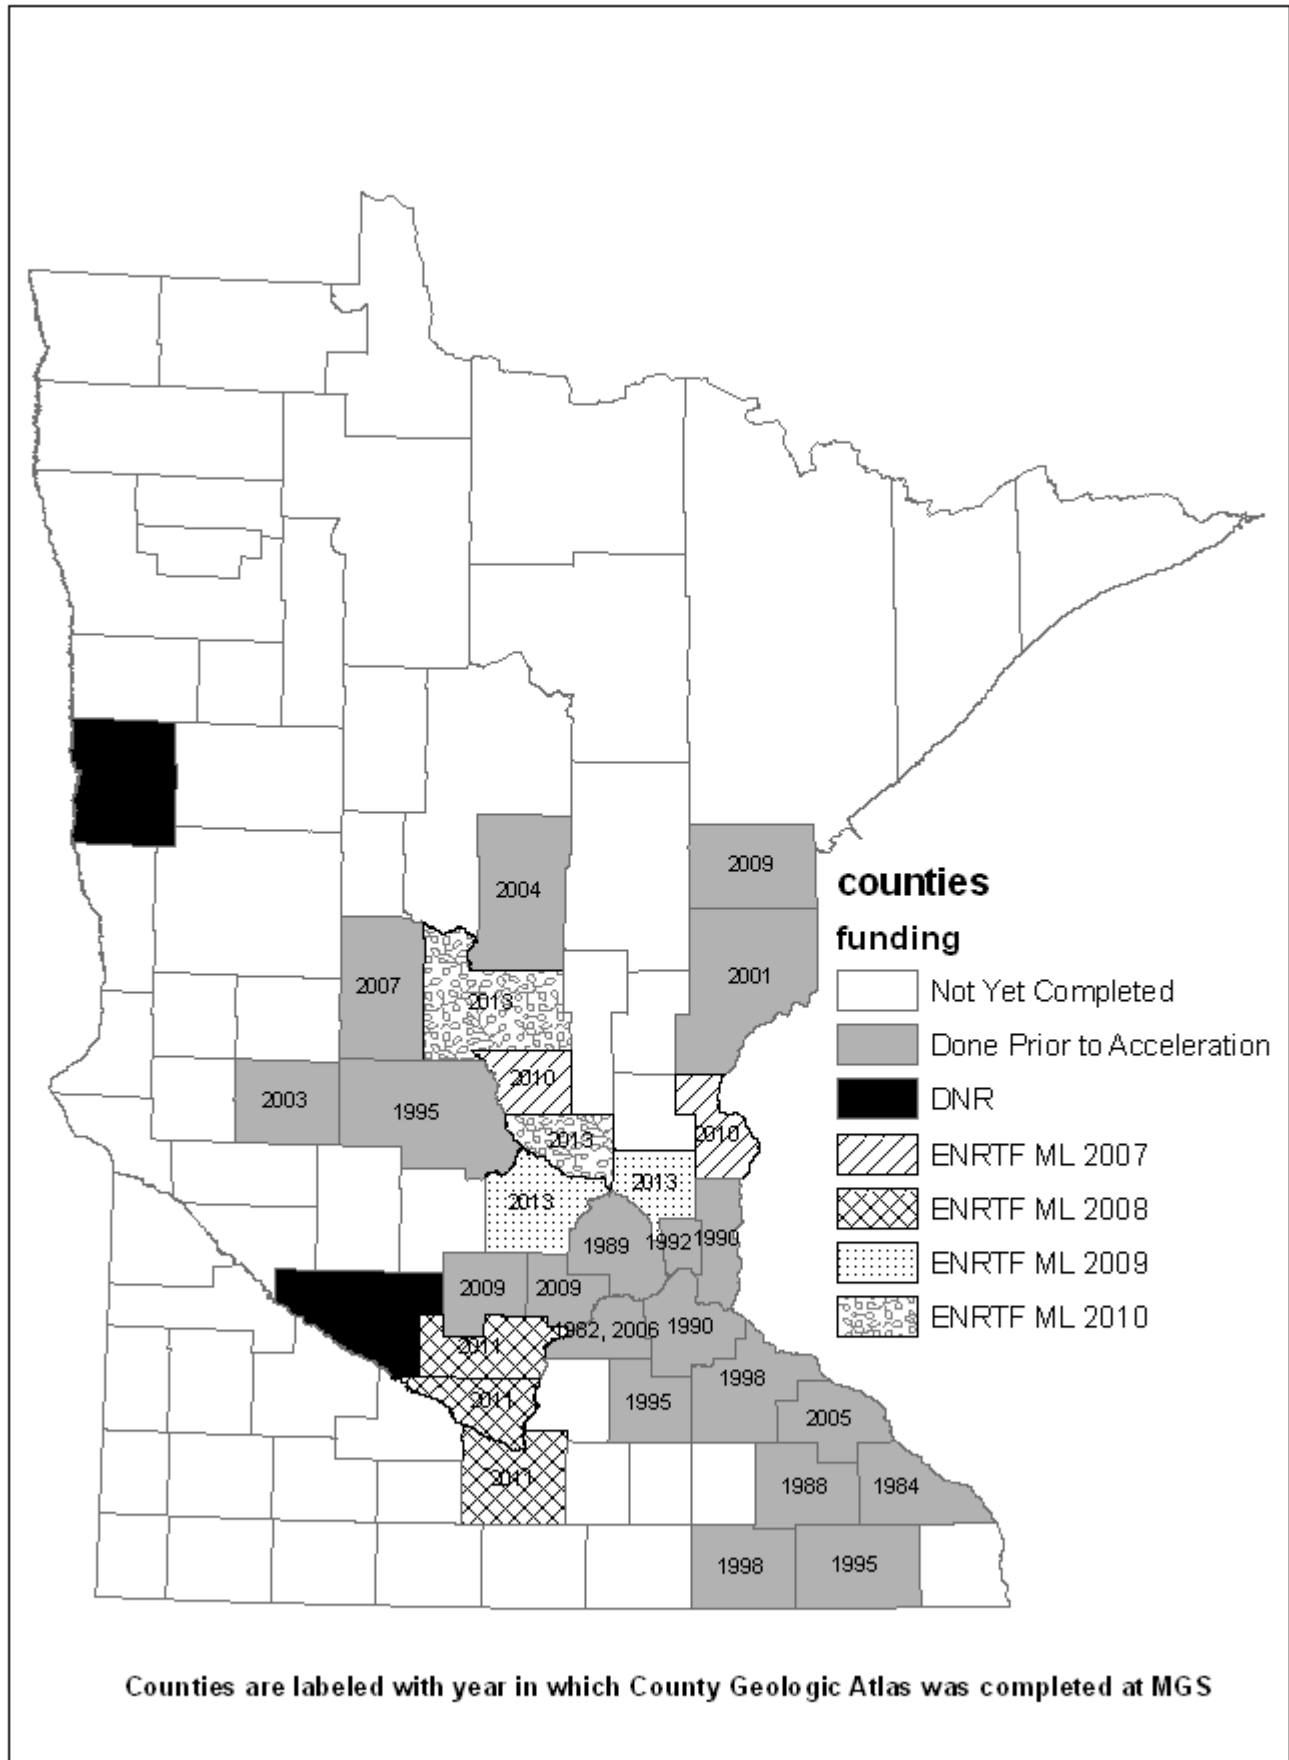 2009
2004
2001
2007
2013
2010
2003
1995
2010
2013
2013
2013
1989
1992
1990
2009
2009
1982, 2006
1990
2011
1998
2011
1995
2005
2011
1988
1984
1998
1995
counties
funding
Not Yet Completed
Done Prior to Acceleration
DNR
ENRTF ML 2007
ENRTF ML 2008
ENRTF ML 2009
ENRTF ML 2010
Counties are labeled with year in which County Geologic Atlas was completed at MGS